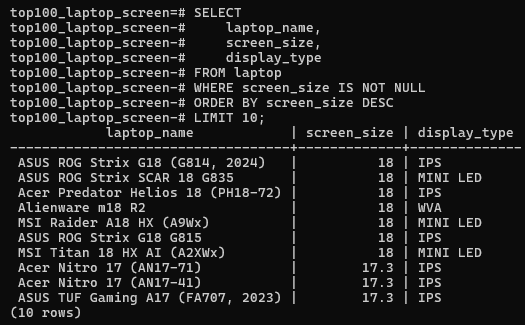 top100_laptop_screen=# SELECT
top100_laptop_screen-#     laptop_name,
top100_laptop_screen-#     screen_size,
top100_laptop_screen-#     display_type
top100_laptop_screen-# FROM laptop
top100_laptop_screen-# WHERE screen_size IS NOT NULL
top100_laptop_screen-# ORDER BY screen_size DESC
top100_laptop_screen-# LIMIT 10;
            laptop_name            | screen_size | display_type
-----------------------------------+-------------+--------------
 ASUS ROG Strix G18 (G814, 2024)   |          18 | IPS
 ASUS ROG Strix SCAR 18 G835       |          18 | MINI LED
 Acer Predator Helios 18 (PH18-72) |          18 | IPS
 Alienware m18 R2                  |          18 | WVA
 MSI Raider A18 HX (A9Wx)          |          18 | MINI LED
 ASUS ROG Strix G18 G815           |          18 | IPS
 MSI Titan 18 HX AI (A2XWx)        |          18 | MINI LED
 Acer Nitro 17 (AN17-71)           |        17.3 | IPS
 Acer Nitro 17 (AN17-41)           |        17.3 | IPS
 ASUS TUF Gaming A17 (FA707, 2023) |        17.3 | IPS
(10 rows)